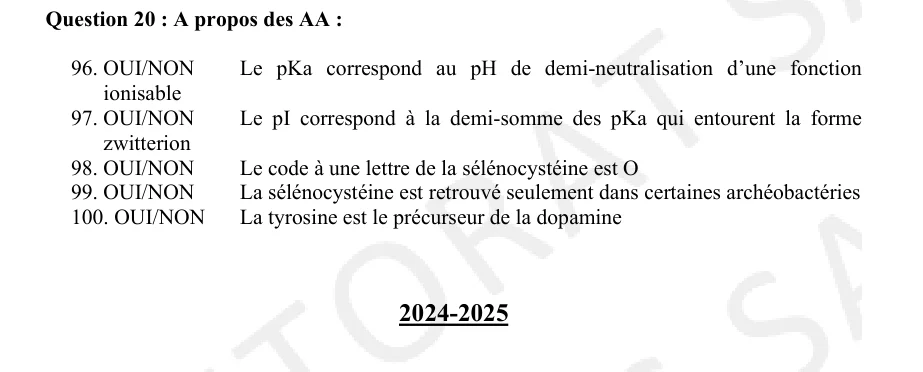 Question 20 : A propos des AA :
96. OUI/NON Le pKa correspond au pH de demi-neutralisation d’une fonction
ionisable
97. OUI/NON Le pI correspond à la demi-somme des pKa qui entourent la forme
zwitterion
98. OUI/NON Le code à une lettre de la sélénocystéine est O
99. OUI/NON La sélénocystéine est retrouvé seulement dans certaines archéobactéries
100. OUI/NON La tyrosine est le précurseur de la dopamine
2024-2025